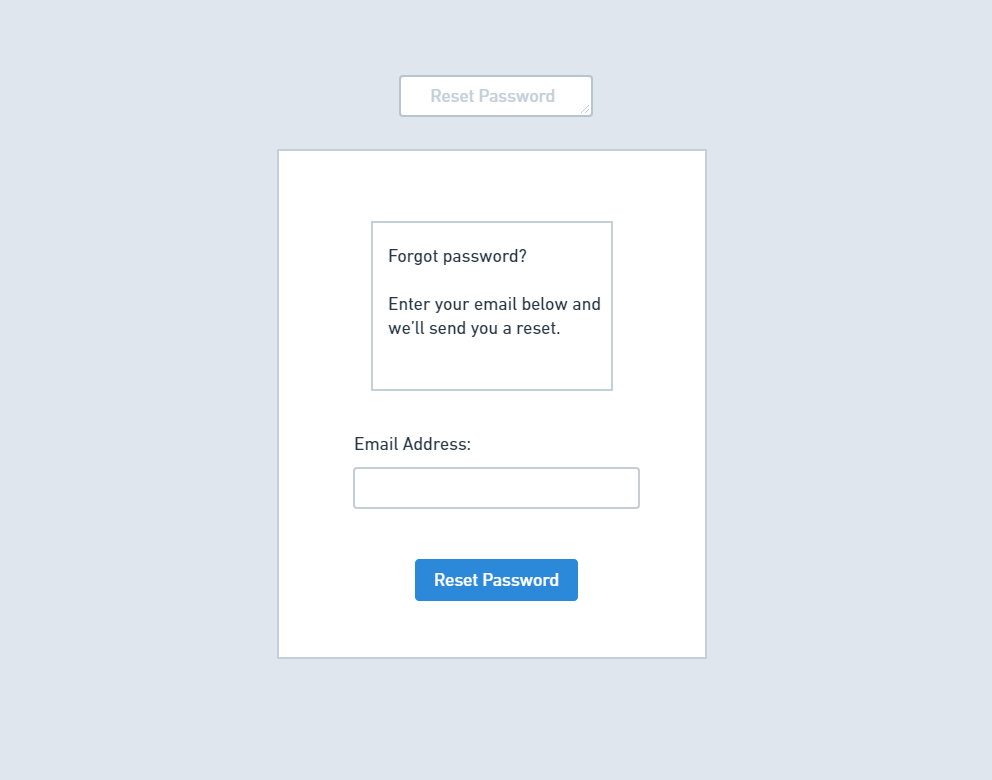 Reset Password
Forgot password?
Enter your email below and
we’ll send you a reset.
Email Address:
Reset Password